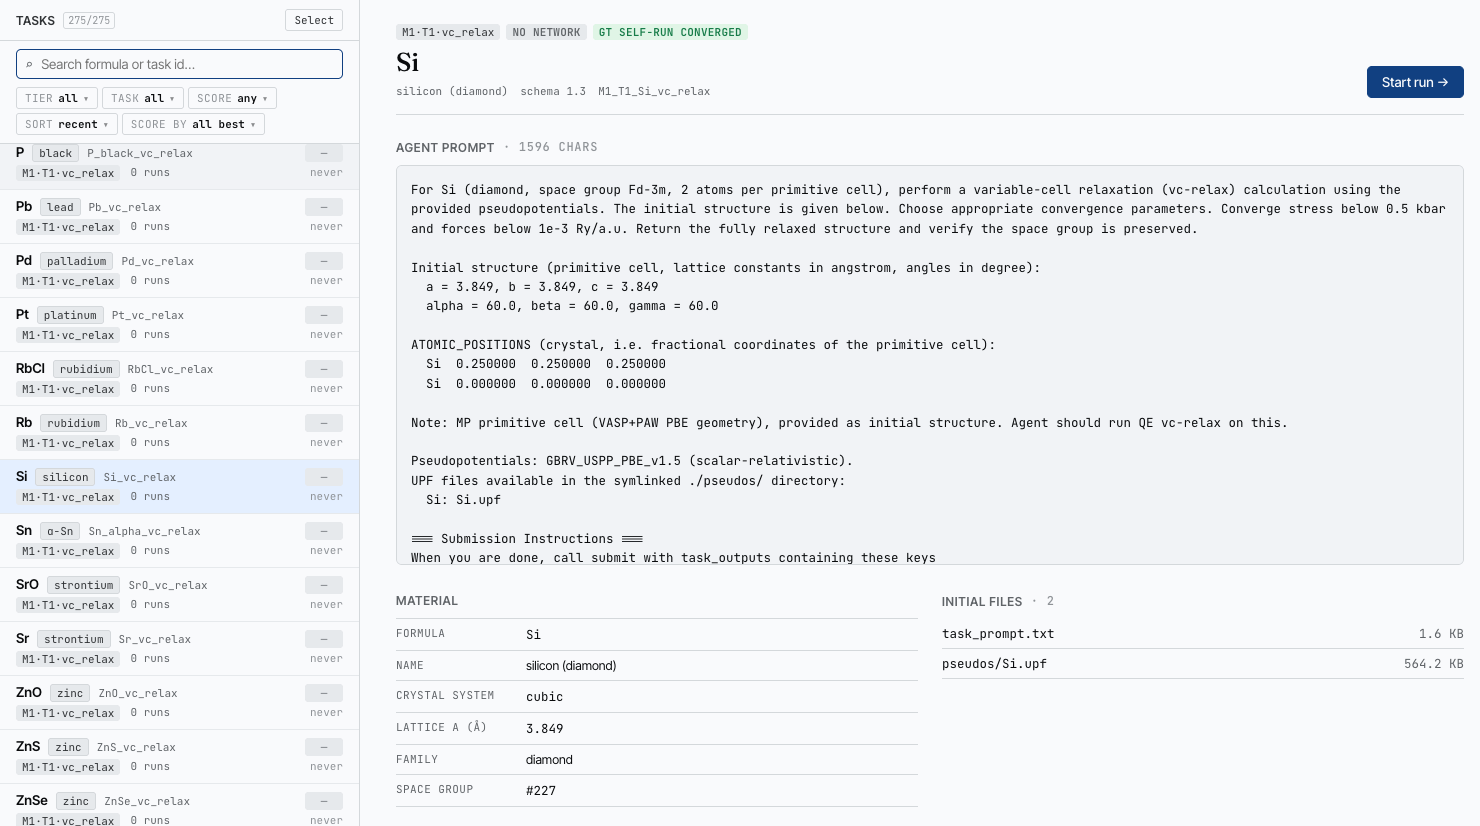 TASKS 275/275 Select
Search formula or task id…
TIER all ▾ TASK all ▾ SCORE any ▾
SORT recent ▾ SCORE BY all best ▾
P black P_black_vc_relax —
M1·T1·vc_relax 0 runs never
Pb lead Pb_vc_relax —
M1·T1·vc_relax 0 runs never
Pd palladium Pd_vc_relax —
M1·T1·vc_relax 0 runs never
Pt platinum Pt_vc_relax —
M1·T1·vc_relax 0 runs never
RbCl rubidium RbCl_vc_relax —
M1·T1·vc_relax 0 runs never
Rb rubidium Rb_vc_relax —
M1·T1·vc_relax 0 runs never
Si silicon Si_vc_relax —
M1·T1·vc_relax 0 runs never
Sn α-Sn Sn_alpha_vc_relax —
M1·T1·vc_relax 0 runs never
SrO strontium SrO_vc_relax —
M1·T1·vc_relax 0 runs never
Sr strontium Sr_vc_relax —
M1·T1·vc_relax 0 runs never
ZnO zinc ZnO_vc_relax —
M1·T1·vc_relax 0 runs never
ZnS zinc ZnS_vc_relax —
M1·T1·vc_relax 0 runs never
ZnSe zinc ZnSe_vc_relax —
M1·T1·vc_relax 0 runs never
M1·T1·vc_relax NO NETWORK GT SELF-RUN CONVERGED
Si
silicon (diamond) schema 1.3 M1_T1_Si_vc_relax
Start run →
AGENT PROMPT · 1596 CHARS
For Si (diamond, space group Fd-3m, 2 atoms per primitive cell), perform a variable-cell relaxation (vc-relax) calculation using the
provided pseudopotentials. The initial structure is given below. Choose appropriate convergence parameters. Converge stress below 0.5 kbar
and forces below 1e-3 Ry/a.u. Return the fully relaxed structure and verify the space group is preserved.
Initial structure (primitive cell, lattice constants in angstrom, angles in degree):
a = 3.849, b = 3.849, c = 3.849
alpha = 60.0, beta = 60.0, gamma = 60.0
ATOMIC_POSITIONS (crystal, i.e. fractional coordinates of the primitive cell):
Si 0.250000 0.250000 0.250000
Si 0.000000 0.000000 0.000000
Note: MP primitive cell (VASP+PAW PBE geometry), provided as initial structure. Agent should run QE vc-relax on this.
Pseudopotentials: GBRV_USPP_PBE_v1.5 (scalar-relativistic).
UPF files available in the symlinked ./pseudos/ directory:
Si: Si.upf
=== Submission Instructions ===
When you are done, call submit with task_outputs containing these keys
MATERIAL
FORMULA Si
NAME silicon (diamond)
CRYSTAL SYSTEM cubic
LATTICE A (Å) 3.849
FAMILY diamond
SPACE GROUP #227
INITIAL FILES · 2
task_prompt.txt 1.6 KB
pseudos/Si.upf 564.2 KB